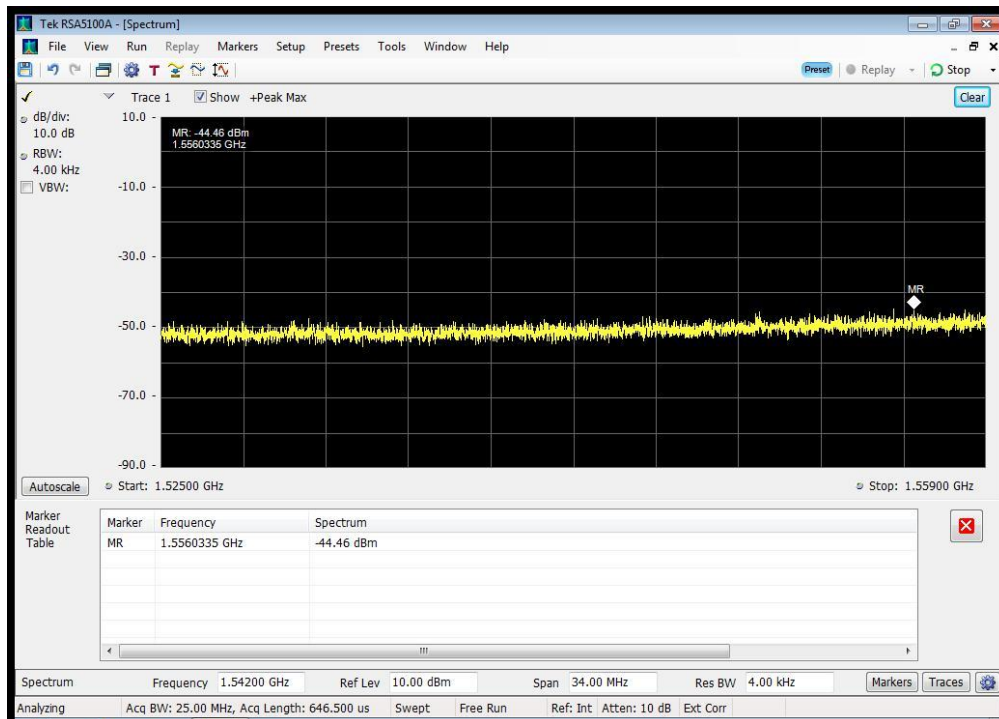 Tek RSA5100A - [Spectrum]
File View Run Replay Markers Setup Presets Tools Window Help
T Preset Replay Stop
Trace 1 Show +Peak Max Clear
dB/div:
10.0 dB
RBW:
4.00 kHz
VBW:
10.0
-10.0
-30.0
-50.0
-70.0
-90.0
MR: -44.46 dBm
1.5560335 GHz
MR
Autoscale Start: 1.52500 GHz Stop: 1.55900 GHz
Marker
Readout
Table
Marker Frequency Spectrum
MR 1.5560335 GHz -44.46 dBm
Spectrum Frequency 1.54200 GHz Ref Lev 10.00 dBm Span 34.00 MHz Res BW 4.00 kHz Markers Traces
Analyzing Acq BW: 25.00 MHz, Acq Length: 646.500 us Swept Free Run Ref: Int Atten: 10 dB Ext Corr